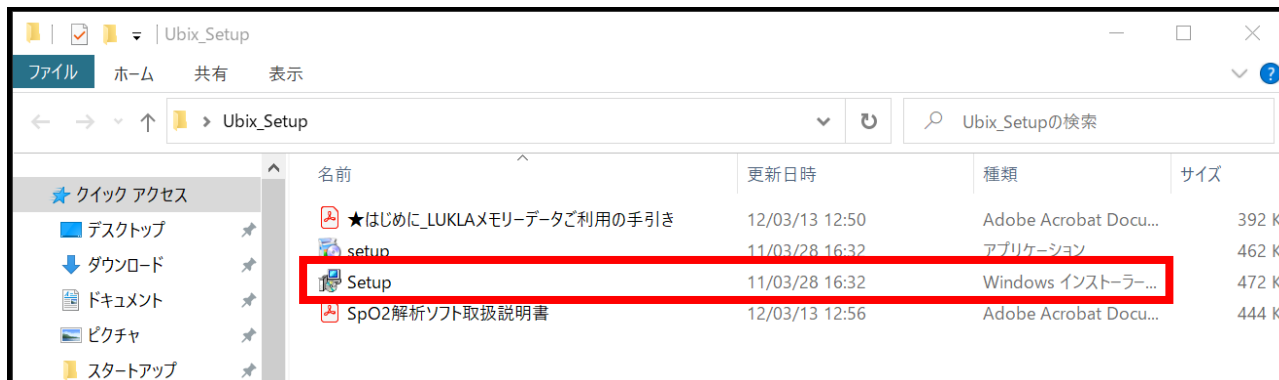 Ubix_Setup
ファイル ホーム 共有 表示
Ubix_Setup Ubix_Setupの検索
名前 更新日時 種類 サイズ
クイック アクセス
★はじめに_LUKLAメモリーデータご利用の手引き 12/03/13 12:50 Adobe Acrobat Docu... 392 K
デスクトップ
setup 11/03/28 16:32 アプリケーション 462 K
ダウンロード
Setup 11/03/28 16:32 Windows インストーラー... 472 K
ドキュメント
SpO2解析ソフト取扱説明書 12/03/13 12:56 Adobe Acrobat Docu... 444 K
ピクチャ
スタートアップ